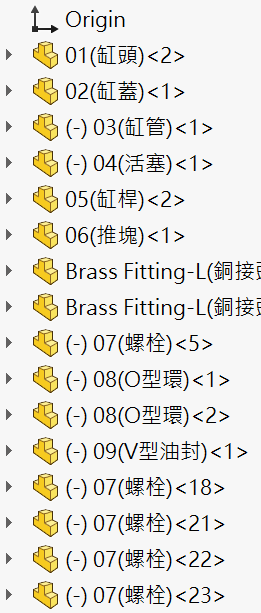 Origin
01(缸頭)<2>
02(缸蓋)<1>
(-) 03(缸管)<1>
(-) 04(活塞)<1>
05(缸桿)<2>
06(推塊)<1>
Brass Fitting-L(銅接頭
Brass Fitting-L(銅接頭
(-) 07(螺栓)<5>
(-) 08(O型環)<1>
(-) 08(O型環)<2>
(-) 09(V型油封)<1>
(-) 07(螺栓)<18>
(-) 07(螺栓)<21>
(-) 07(螺栓)<22>
(-) 07(螺栓)<23>